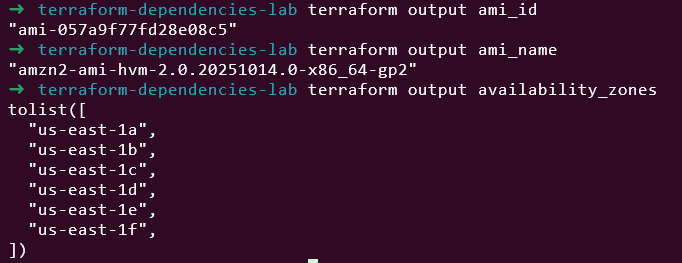 ➜ terraform-dependencies-lab terraform output ami_id
"ami-057a9f77fd28e08c5"
➜ terraform-dependencies-lab terraform output ami_name
"amzn2-ami-hvm-2.0.20251014.0-x86_64-gp2"
➜ terraform-dependencies-lab terraform output availability_zones
tolist([
  "us-east-1a",
  "us-east-1b",
  "us-east-1c",
  "us-east-1d",
  "us-east-1e",
  "us-east-1f",
])